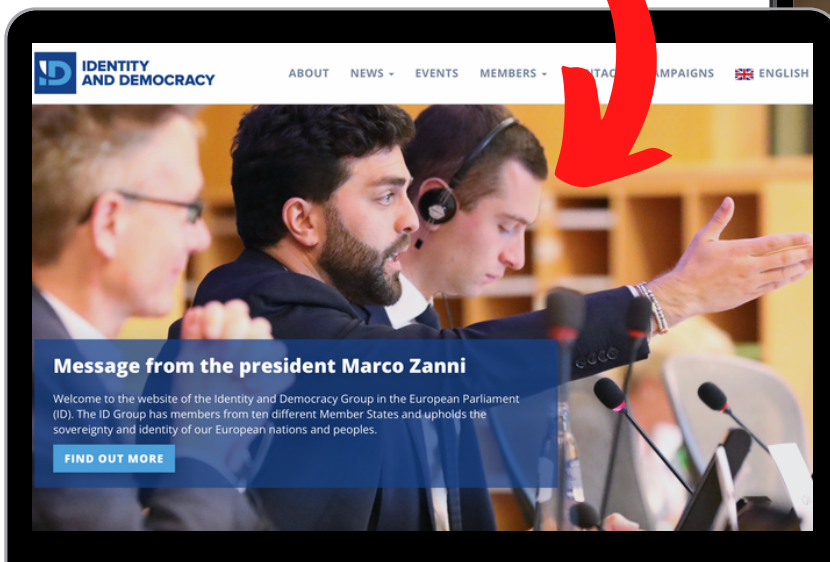 IDENTITY
AND DEMOCRACY
ABOUT NEWS EVENTS MEMBERS ENGLISH
Message from the president Marco Zanni
Welcome to the website of the Identity and Democracy Group in the European Parliament
(ID). The ID Group has members from ten different Member States and upholds the
sovereignty and identity of our European nations and peoples.
FIND OUT MORE